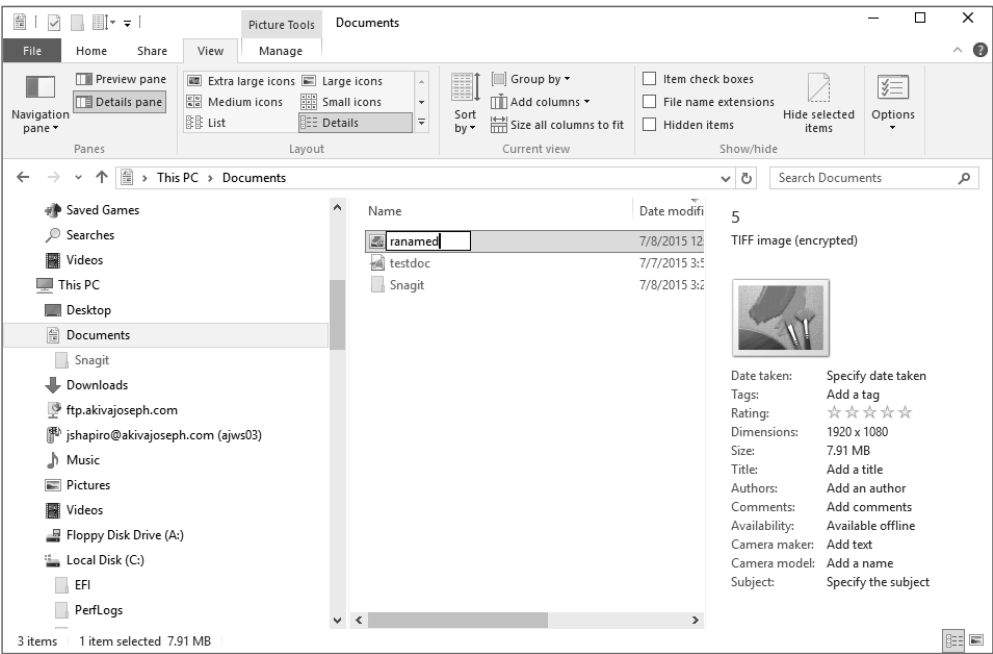 Picture Tools Documents
File Home Share View Manage
Preview pane
Details pane
Navigation
pane
Panes
Extra large icons Large icons
Medium icons Small icons
List Details
Layout
Sort
by
Group by
Add columns
Size all columns to fit
Current view
Item check boxes
File name extensions
Hidden items
Hide selected
items
Show/hide
Options
This PC > Documents
Search Documents
Saved Games
Searches
Videos
This PC
Desktop
Documents
Snagit
Downloads
ftp.akivajoseph.com
jshapiro@akivajoseph.com (ajws03)
Music
Pictures
Videos
Floppy Disk Drive (A:)
Local Disk (C:)
EFI
PerfLogs
Name Date modifi
ranamed 7/8/2015 12
testdoc 7/7/2015 3:5
Snagit 7/8/2015 3:2
5
TIFF image (encrypted)
Date taken: Specify date taken
Tags: Add a tag
Rating:
Dimensions: 1920 x 1080
Size: 7.91 MB
Title: Add a title
Authors: Add an author
Comments: Add comments
Availability: Available offline
Camera maker: Add text
Camera model: Add a name
Subject: Specify the subject
3 items 1 item selected 7.91 MB